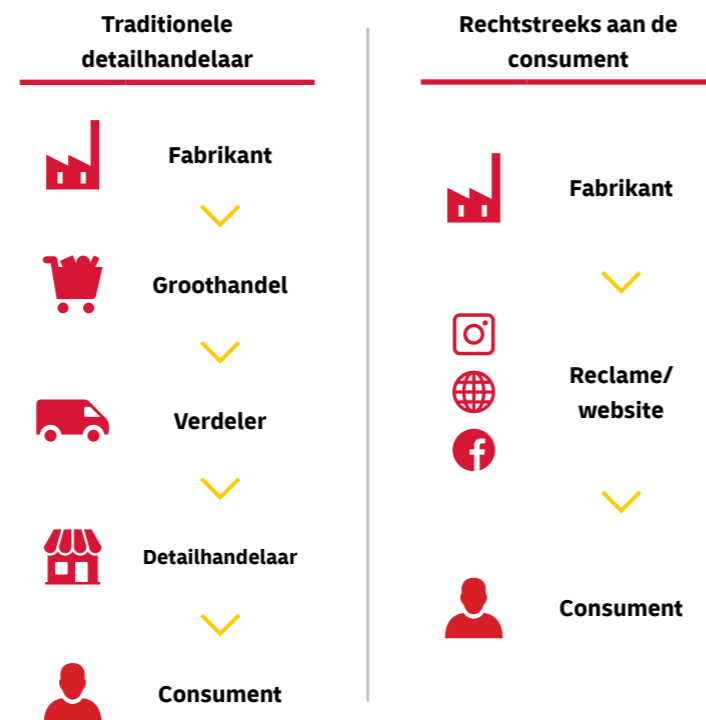 Traditionele
detailhandelaar
Fabrikant
Groothandel
Verdeler
Detailhandelaar
Consument
Rechtstreeks aan de
consument
Fabrikant
Reclame/
website
Consument